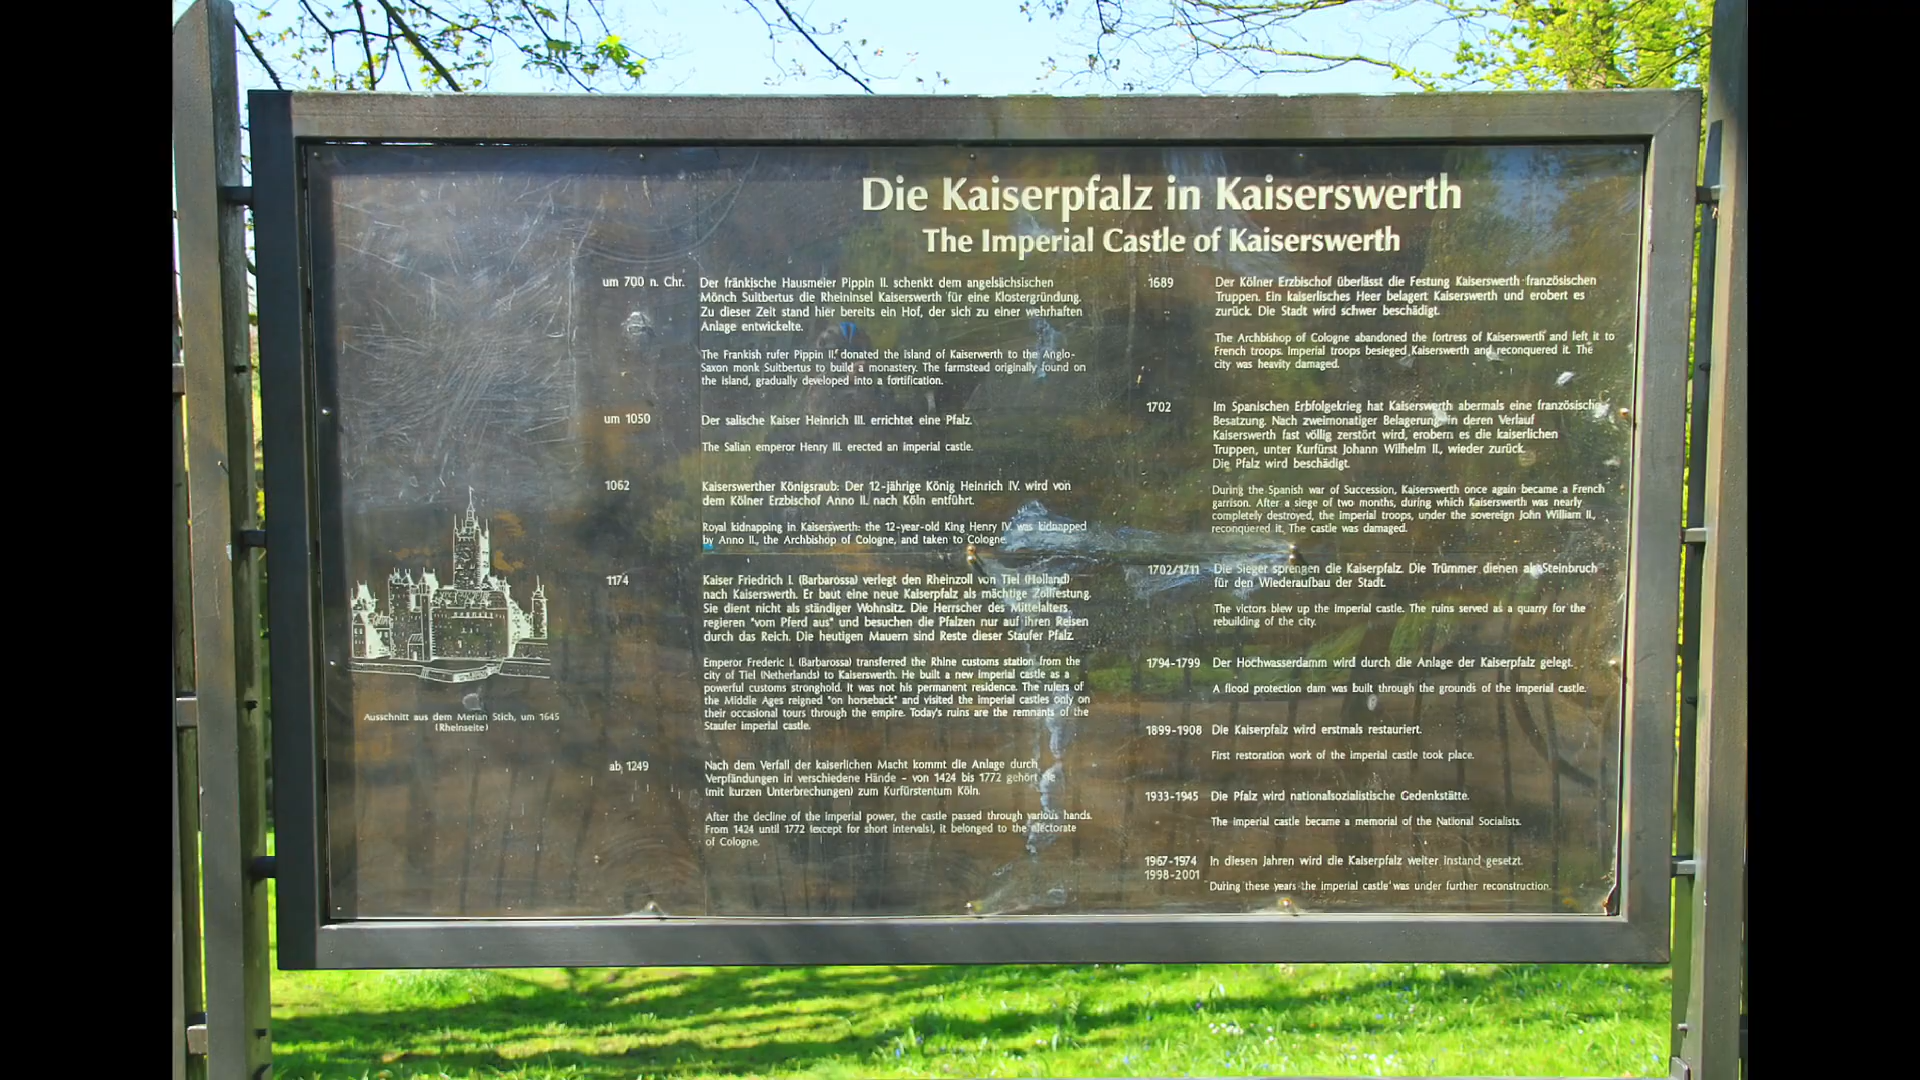 Die Kaiserpfalz in Kaiserswerth
The Imperial Castle of Kaiserswerth
um 700 n. Chr.
Der fränkische Hausmeier Pippin II. schenkt dem angelsächsischen
Mönch Suitbertus die Rheininsel Kaiserswerth für eine Klostergründung.
Zu dieser Zeit stand hier bereits ein Hof, der sich zu einer wehrhaften
Anlage entwickelte.
The Frankish rufer Pippin II. donated the island of Kaiserwerth to the Anglo-
Saxon monk Suitbertus to build a monastery. The farmstead originally found on
the island, gradually developed into a fortification.
um 1050
Der salische Kaiser Heinrich III. errichtet eine Pfalz.
The Salian emperor Henry III. erected an imperial castle.
1062
Kaiserswerther Königsraub: Der 12-jährige König Heinrich IV. wird von
dem Kölner Erzbischof Anno II. nach Köln entführt.
Royal kidnapping in Kaiserswerth: the 12-year-old King Henry IV. was kidnapped
by Anno II., the Archbishop of Cologne, and taken to Cologne
1174
Kaiser Friedrich I. (Barbarossa) verlegt den Rheinzoll von Tiel (Holland)
nach Kaiserswerth. Er baut eine neue Kaiserpfalz als mächtige Zollfestung.
Sie dient nicht als ständiger Wohnsitz. Die Herrscher des Mittelalters
regieren "vom Pferd aus" und besuchen die Pfalzen nur auf ihren Reisen
durch das Reich. Die heutigen Mauern sind Reste dieser Staufer Pfalz.
Emperor Frederic I. (Barbarossa) transferred the Rhine customs station from the
city of Tiel (Netherlands) to Kaiserswerth. He built a new imperial castle as a
powerful customs stronghold. It was not his permanent residence. The rulers of
the Middle Ages reigned "on horseback" and visited the imperial castles only on
their occasional tours through the empire. Today's ruins are the remnants of the
Staufer imperial castle.
ab 1249
Nach dem Verfall der kaiserlichen Macht kommt die Anlage durch
Verpfändungen in verschiedene Hände - von 1424 bis 1772 gehört sie
(mit kurzen Unterbrechungen) zum Kurfürstentum Köln.
After the decline of the imperial power, the castle passed through various hands.
From 1424 until 1772 (except for short intervals), it belonged to the electorate
of Cologne.
Ausschnitt aus dem Merian Stich, um 1645
(Rheinseite)
1689
Der Kölner Erzbischof überlässt die Festung Kaiserswerth französischen
Truppen. Ein kaiserlisches Heer belagert Kaiserswerth und erobert es
zurück. Die Stadt wird schwer beschädigt.
The Archbishop of Cologne abandoned the fortress of Kaiserswerth and left it to
French troops. Imperial troops besieged Kaiserswerth and reconquered it. The
city was heavity damaged.
1702
Im Spanischen Erbfolgekrieg hat Kaiserswerth abermals eine französische
Besatzung. Nach zweimonatiger Belagerung, in deren Verlauf
Kaiserswerth fast völlig zerstört wird, erobern es die kaiserlichen
Truppen, unter Kurfürst Johann Wilhelm II., wieder zurück.
Die Pfalz wird beschädigt.
During the Spanish war of Succession, Kaiserswerth once again became a French
garrison. After a siege of two months, during which Kaiserswerth was nearly
completely destroyed, the imperial troops, under the sovereign John William II.,
reconquered it. The castle was damaged.
1702/1711
Die Sieger sprengen die Kaiserpfalz. Die Trümmer dienen als Steinbruch
für den Wiederaufbau der Stadt.
The victors blew up the imperial castle. The ruins served as a quarry for the
rebuilding of the city.
1794-1799
Der Hochwasserdamm wird durch die Anlage der Kaiserpfalz gelegt.
A flood protection dam was built through the grounds of the imperial castle.
1899-1908
Die Kaiserpfalz wird erstmals restauriert.
First restoration work of the imperial castle took place.
1933-1945
Die Pfalz wird nationalsozialistische Gedenkstätte.
The imperial castle became a memorial of the National Socialists.
1967-1974
1998-2001
In diesen Jahren wird die Kaiserpfalz weiter instand gesetzt.
During these years the imperial castle was under further reconstruction.